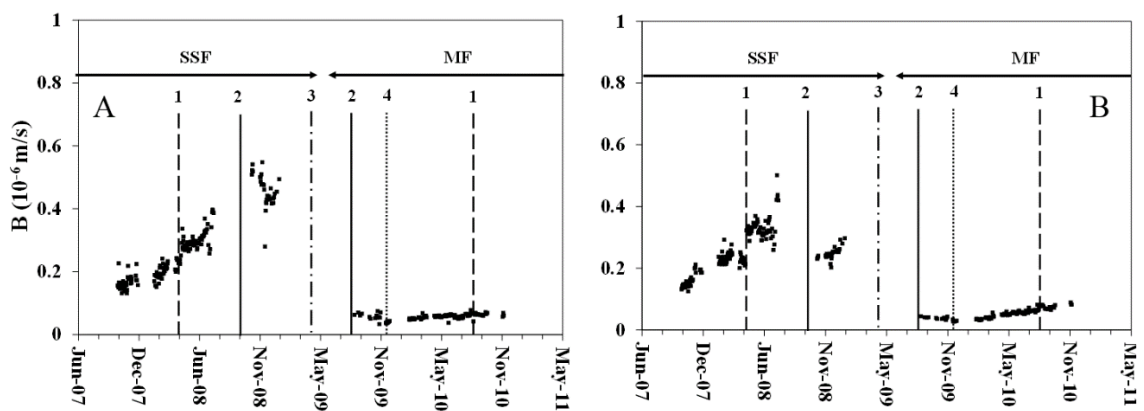 1
0.8
0.6
0.4
0.2
0
B (10⁻⁶ m/s)
A
SSF
MF
1
2
3
2
4
1
Jun-07
Dec-07
Jun-08
Nov-08
May-09
Nov-09
May-10
Nov-10
May-11
1
0.8
0.6
0.4
0.2
0
SSF
MF
B
1
2
3
2
4
1
Jun-07
Dec-07
Jun-08
Nov-08
May-09
Nov-09
May-10
Nov-10
May-11